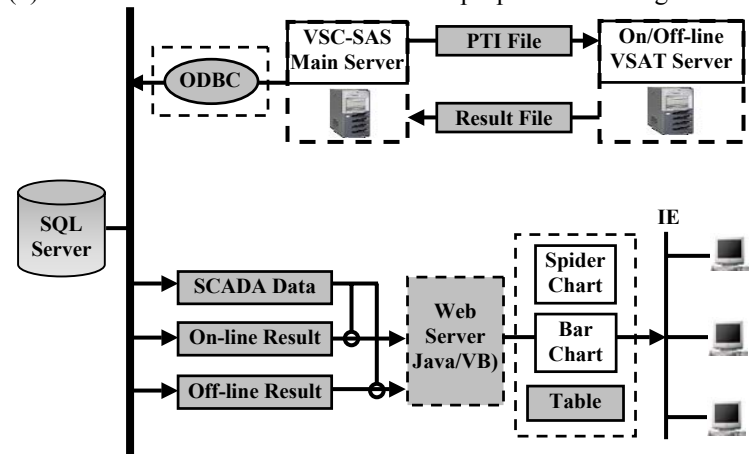 VSC-SAS
Main Server
PTI File
On/Off-line
VSAT Server
ODBC
Result File
SQL
Server
IE
SCADA Data
On-line Result
Off-line Result
Web
Server
Java/VB)
Spider
Chart
Bar
Chart
Table